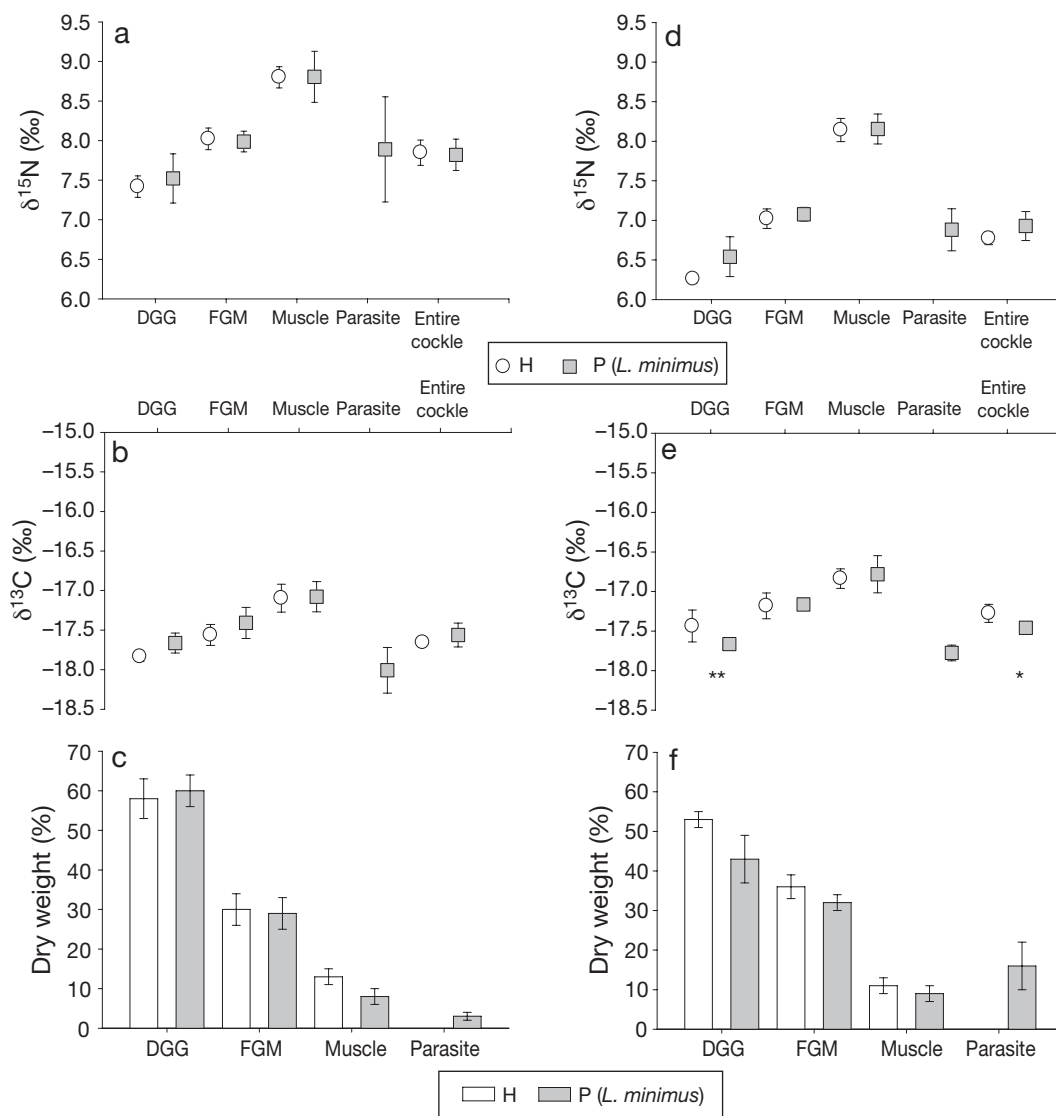 a
9.5
9.0
8.5
8.0
7.5
7.0
6.5
6.0
δ15N (‰)
DGG FGM Muscle Parasite Entire cockle
d
9.5
9.0
8.5
8.0
7.5
7.0
6.5
6.0
δ15N (‰)
DGG FGM Muscle Parasite Entire cockle
H P (L. minimus)
DGG FGM Muscle Parasite Entire cockle
b
−15.0
−15.5
−16.0
−16.5
−17.0
−17.5
−18.0
−18.5
δ13C (‰)
DGG FGM Muscle Parasite Entire cockle
e
−15.0
−15.5
−16.0
−16.5
−17.0
−17.5
−18.0
−18.5
δ13C (‰)
** *
c
70
60
50
40
30
20
10
0
Dry weight (%)
DGG FGM Muscle Parasite
f
70
60
50
40
30
20
10
0
Dry weight (%)
DGG FGM Muscle Parasite
H P (L. minimus)